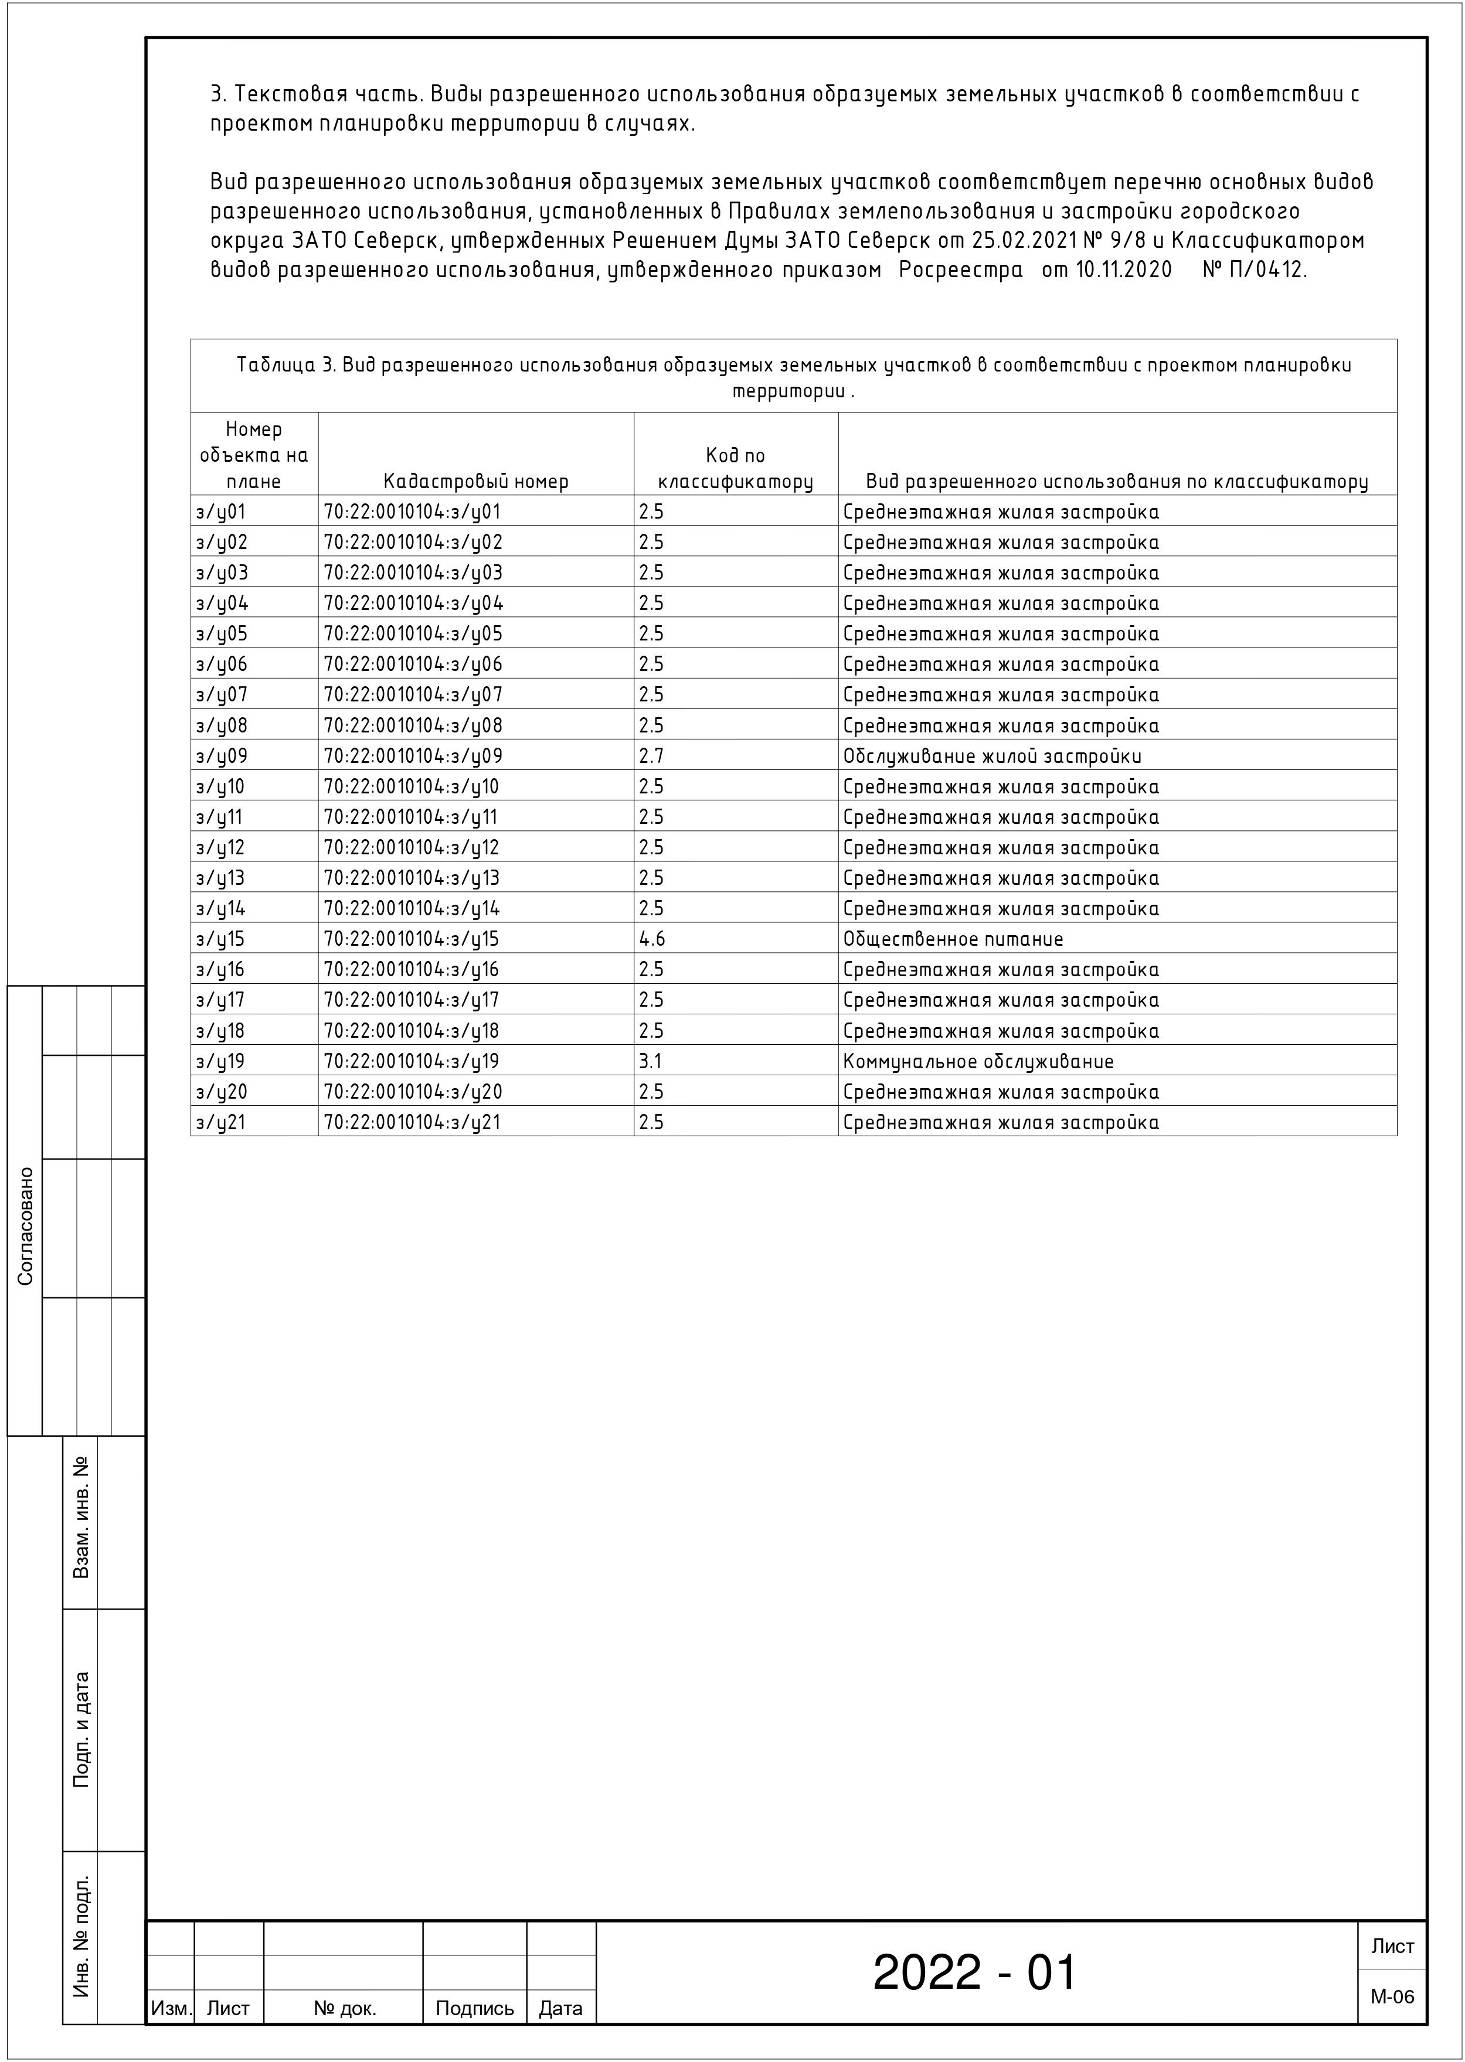 3. Текстовая часть. Виды разрешенного использования образуемых земельных участков в соответствии с
проектом планировки территории в случаях.
Вид разрешенного использования образуемых земельных участков соответствует перечню основных видов
разрешенного использования, установленных в Правилах землепользования и застройки городского
округа ЗАТО Северск, утвержденных Решением Думы ЗАТО Северск от 25.02.2021 № 9/8 и Классификатором
видов разрешенного использования, утвержденного приказом Росреестра от 10.11.2020 № П/0412.
Таблица 3. Вид разрешенного использования образуемых земельных участков в соответствии с проектом планировки
территории .
Номер объекта на плане Кадастровый номер Код по классификатору Вид разрешенного использования по классификатору
з/у01 70:22:0010104:з/у01 2.5 Среднеэтажная жилая застройка
з/у02 70:22:0010104:з/у02 2.5 Среднеэтажная жилая застройка
з/у03 70:22:0010104:з/у03 2.5 Среднеэтажная жилая застройка
з/у04 70:22:0010104:з/у04 2.5 Среднеэтажная жилая застройка
з/у05 70:22:0010104:з/у05 2.5 Среднеэтажная жилая застройка
з/у06 70:22:0010104:з/у06 2.5 Среднеэтажная жилая застройка
з/у07 70:22:0010104:з/у07 2.5 Среднеэтажная жилая застройка
з/у08 70:22:0010104:з/у08 2.5 Среднеэтажная жилая застройка
з/у09 70:22:0010104:з/у09 2.7 Обслуживание жилой застройки
з/у10 70:22:0010104:з/у10 2.5 Среднеэтажная жилая застройка
з/у11 70:22:0010104:з/у11 2.5 Среднеэтажная жилая застройка
з/у12 70:22:0010104:з/у12 2.5 Среднеэтажная жилая застройка
з/у13 70:22:0010104:з/у13 2.5 Среднеэтажная жилая застройка
з/у14 70:22:0010104:з/у14 2.5 Среднеэтажная жилая застройка
з/у15 70:22:0010104:з/у15 4.6 Общественное питание
з/у16 70:22:0010104:з/у16 2.5 Среднеэтажная жилая застройка
з/у17 70:22:0010104:з/у17 2.5 Среднеэтажная жилая застройка
з/у18 70:22:0010104:з/у18 2.5 Среднеэтажная жилая застройка
з/у19 70:22:0010104:з/у19 3.1 Коммунальное обслуживание
з/у20 70:22:0010104:з/у20 2.5 Среднеэтажная жилая застройка
з/у21 70:22:0010104:з/у21 2.5 Среднеэтажная жилая застройка
Согласовано
Взам. инв. №
Подп. и дата
Инв. № подл.
Изм. Лист № док. Подпись Дата
2022 - 01
Лист
М-06